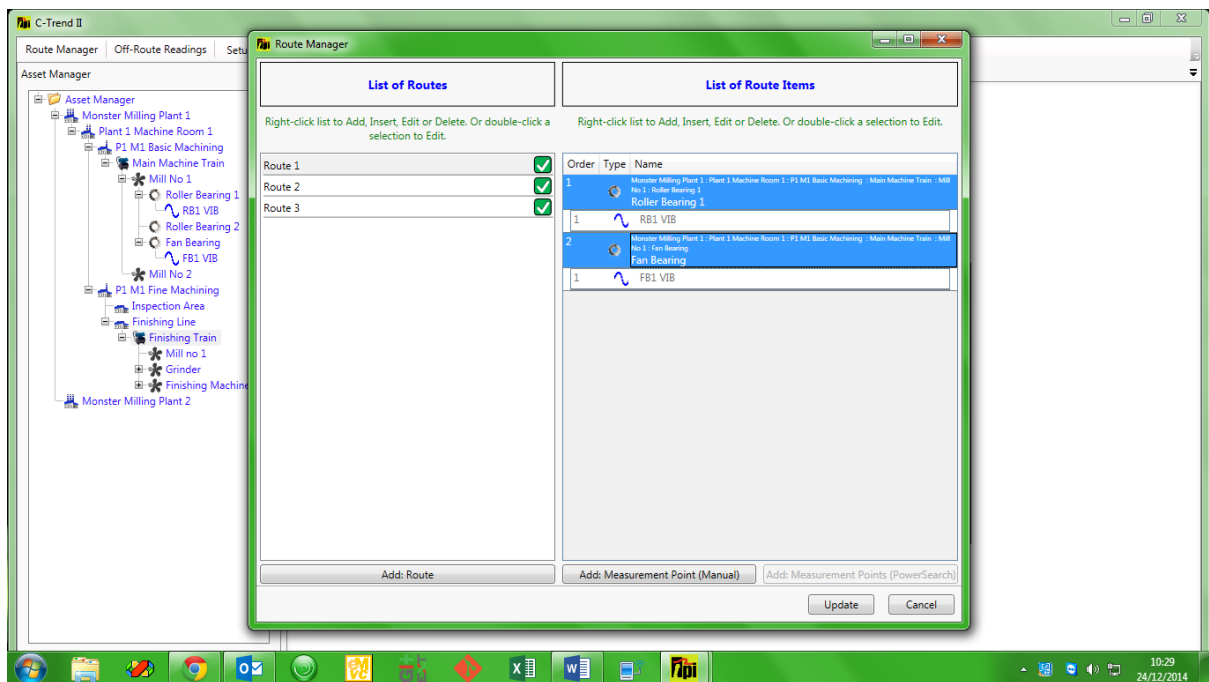 C-Trend II
Route Manager
Off-Route Readings
Setu
Asset Manager
Asset Manager
Monster Milling Plant 1
Plant 1 Machine Room 1
P1 M1 Basic Machining
Main Machine Train
Mill No 1
Roller Bearing 1
RB1 VIB
Roller Bearing 2
Fan Bearing
FB1 VIB
Mill No 2
P1 M1 Fine Machining
Inspection Area
Finishing Line
Finishing Train
Mill no 1
Grinder
Finishing Machine
Monster Milling Plant 2
Route Manager
List of Routes
Right-click list to Add, Insert, Edit or Delete. Or double-click a
selection to Edit.
Route 1
Route 2
Route 3
Add: Route
List of Route Items
Right-click list to Add, Insert, Edit or Delete. Or double-click a selection to Edit.
Order Type Name
1
Monster Milling Plant 1 : Plant 1 Machine Room 1 : P1 M1 Basic Machining : Main Machine Train : Mill
No 1 : Roller Bearing 1
Roller Bearing 1
1 RB1 VIB
2
Monster Milling Plant 1 : Plant 1 Machine Room 1 : P1 M1 Basic Machining : Main Machine Train : Mill
No 1 : Fan Bearing
Fan Bearing
1 FB1 VIB
Add: Measurement Point (Manual)
Add: Measurement Points (PowerSearch)
Update
Cancel
10:29
24/12/2014